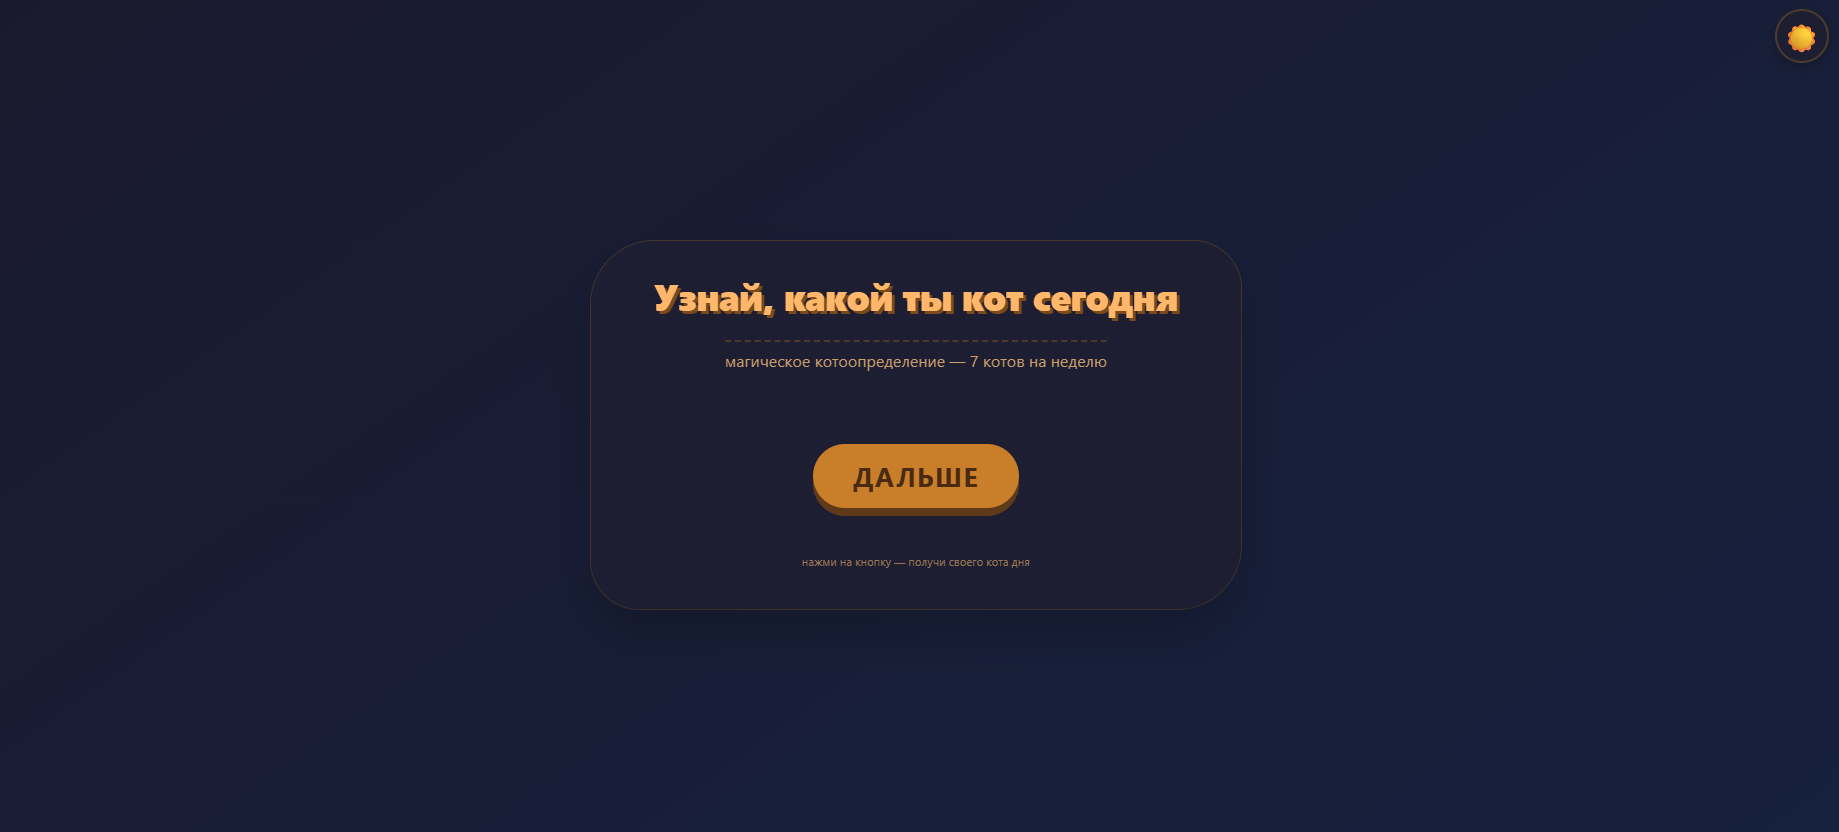 Узнай, какой ты кот сегодня
магическое котоопределение — 7 котов на неделю
ДАЛЬШЕ
нажми на кнопку — получи своего кота дня